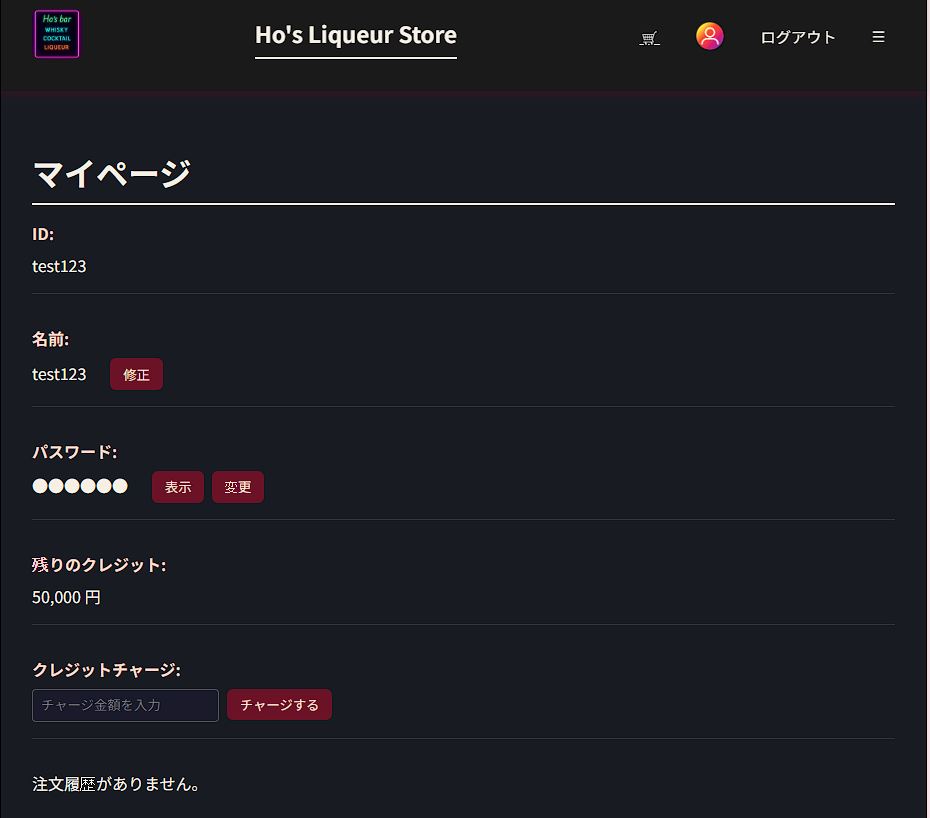 Ho's bar
WHISKY
COCKTAIL
LIQUEUR
Ho's Liqueur Store
ログアウト
マイページ
ID:
test123
名前:
test123 修正
パスワード:
●●●●●● 表示 変更
残りのクレジット:
50,000 円
クレジットチャージ:
チャージ金額を入力 チャージする
注文履歴がありません。